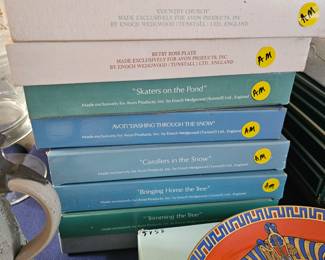 "COUNTRY CHURCH"
MADE EXCLUSIVELY FOR AVON PRODUCTS, INC.
BY ENOCH WEDGWOOD (TUNSTALL) LTD., ENGLAND
A.M
BETSY ROSS PLATE
MADE EXCLUSIVELY FOR AVON PRODUCTS, INC.
BY ENOCH WEDGWOOD (TUNSTALL) LTD., ENGLAND
A.M
"Skaters on the Pond"
Made exclusively for Avon Products, Inc. by Enoch Wedgwood (Tunstall) Ltd., England
A.M
AVON "DASHING THROUGH THE SNOW"
Made exclusively for Avon Products, Inc. by Enoch Wedgwood (Tunstall) Ltd., England
AM
"Carollers in the Snow"
Made exclusively for Avon Products, Inc. by Enoch Wedgwood (Tunstall) Ltd., England
AM
"Bringing Home the Tree"
Made exclusively for Avon Products, Inc. by Enoch Wedgwood (Tunstall) Ltd., England
AM
"Trimming the Tree"